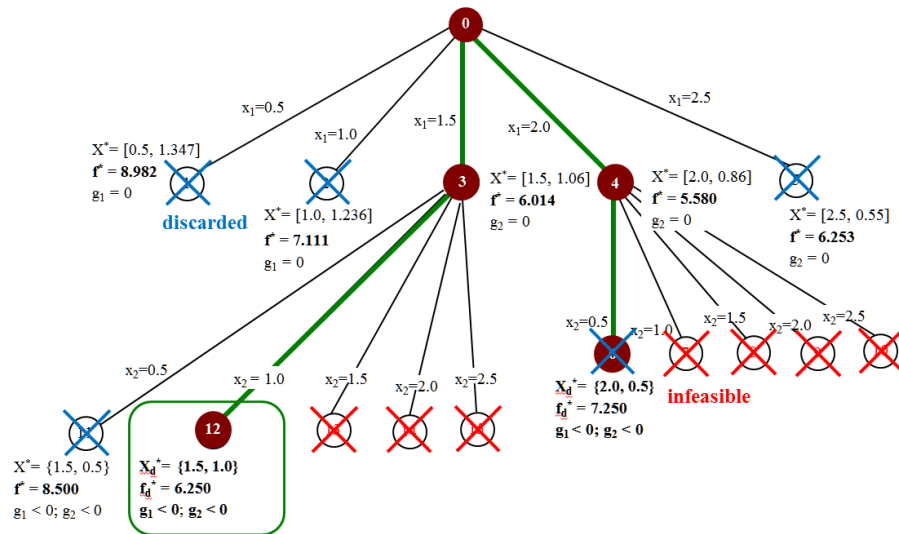 0
x₁=0.5
x₁=1.0
x₁=1.5
x₁=2.0
x₁=2.5
X*= [0.5, 1.347]
f* = 8.982
g₁ = 0
discarded
X*= [1.0, 1.236]
f* = 7.111
g₁ = 0
3
X*= [1.5, 1.06]
f* = 6.014
g₂ = 0
4
X*= [2.0, 0.86]
f* = 5.580
g₂ = 0
X*= [2.5, 0.55]
f* = 6.253
g₂ = 0
x₂=0.5
x₂= 1.0
x₂=1.5
x₂=2.0
x₂=2.5
x₂=0.5
x₂=1.0
x₂=1.5
x₂=2.0
x₂=2.5
X*= {1.5, 0.5}
f* = 8.500
g₁ < 0; g₂ < 0
12
X_d*= {1.5, 1.0}
f_d* = 6.250
g₁ < 0; g₂ < 0
X_d*= {2.0, 0.5}
f_d* = 7.250
g₁ < 0; g₂ < 0
infeasible